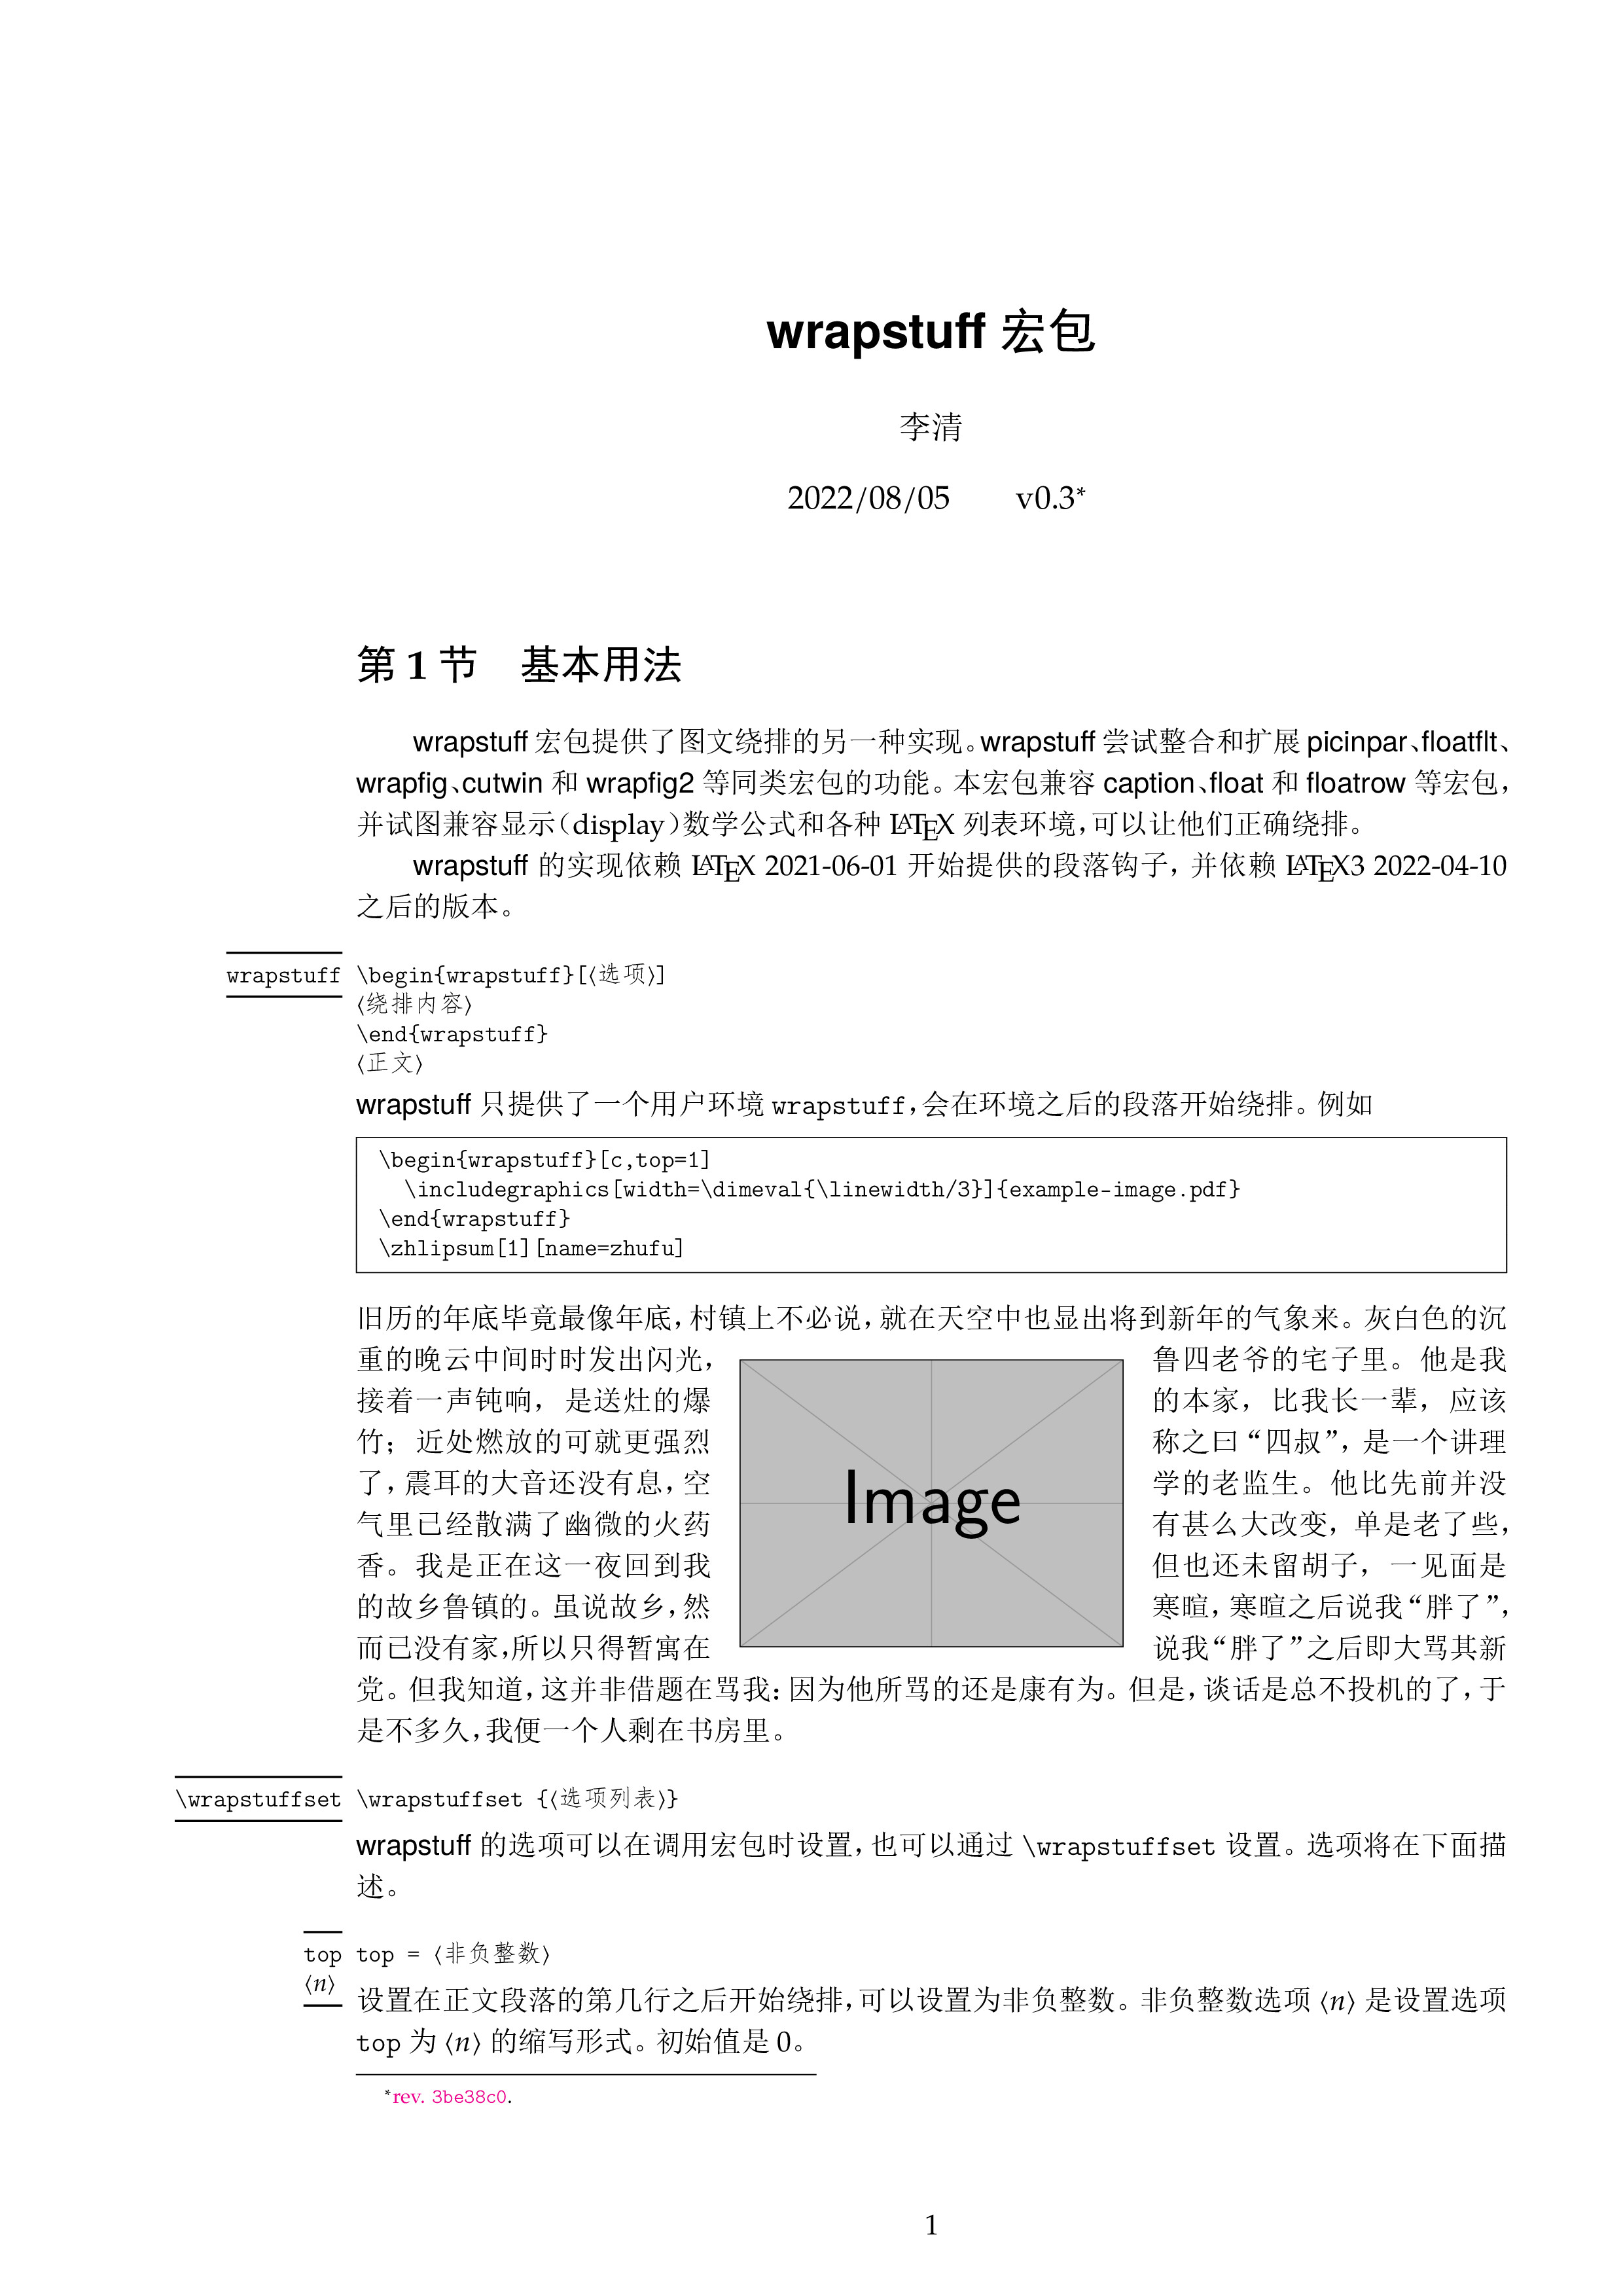 wrapstuff 宏包
李清
2022/08/05 v0.3*
第 1 节 基本用法
wrapstuff 宏包提供了图文绕排的另一种实现。wrapstuff 尝试整合和扩展 picinpar、floatflt、
wrapfig、cutwin 和 wrapfig2 等同类宏包的功能。本宏包兼容 caption、float 和 floatrow 等宏包，
并试图兼容显示（display）数学公式和各种 LATEX 列表环境，可以让他们正确绕排。
wrapstuff 的实现依赖 LATEX 2021-06-01 开始提供的段落钩子，并依赖 LATEX3 2022-04-10
之后的版本。
wrapstuff \begin{wrapstuff}[⟨选项⟩]
⟨绕排内容⟩
\end{wrapstuff}
⟨正文⟩
wrapstuff 只提供了一个用户环境 wrapstuff，会在环境之后的段落开始绕排。例如
\begin{wrapstuff}[c,top=1]
\includegraphics[width=\dimeval{\linewidth/3}]{example-image.pdf}
\end{wrapstuff}
\zhlipsum[1][name=zhufu]
旧历的年底毕竟最像年底，村镇上不必说，就在天空中也显出将到新年的气象来。灰白色的沉
重的晚云中间时时发出闪光，
接着一声钝响，是送灶的爆
竹；近处燃放的可就更强烈
了，震耳的大音还没有息，空
气里已经散满了幽微的火药
香。我是正在这一夜回到我
的故乡鲁镇的。虽说故乡，然
而已没有家，所以只得暂寓在
Image
鲁四老爷的宅子里。他是我
的本家，比我长一辈，应该
称之曰“四叔”，是一个讲理
学的老监生。他比先前并没
有甚么大改变，单是老了些，
但也还未留胡子，一见面是
寒暄，寒暄之后说我“胖了”，
说我“胖了”之后即大骂其新
党。但我知道，这并非借题在骂我：因为他所骂的还是康有为。但是，谈话是总不投机的了，于
是不多久，我便一个人剩在书房里。
\wrapstuffset \wrapstuffset {⟨选项列表⟩}
wrapstuff 的选项可以在调用宏包时设置，也可以通过 \wrapstuffset 设置。选项将在下面描
述。
top top = ⟨非负整数⟩
⟨n⟩
设置在正文段落的第几行之后开始绕排，可以设置为非负整数。非负整数选项 ⟨n⟩ 是设置选项
top 为 ⟨n⟩ 的缩写形式。初始值是 0。
*rev. 3be38c0.
1